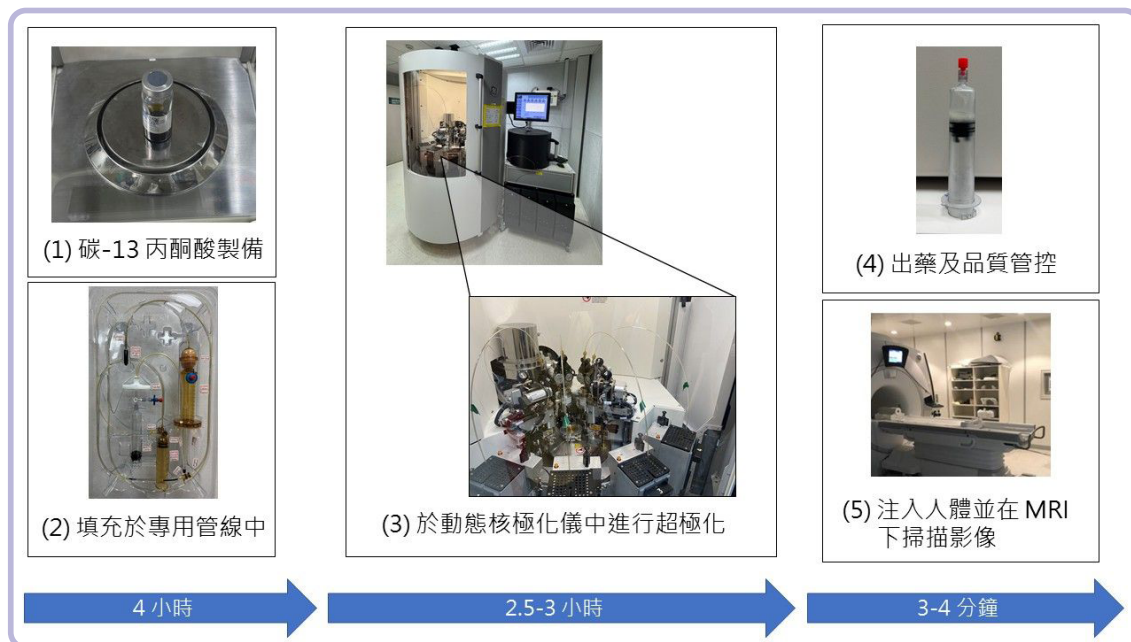 (1) 碳-13 丙酮酸製備
(2) 填充於專用管線中
(3) 於動態核極化儀中進行超極化
(4) 出藥及品質管控
(5) 注入人體並在 MRI
下掃描影像
4 小時
2.5-3 小時
3-4 分鐘